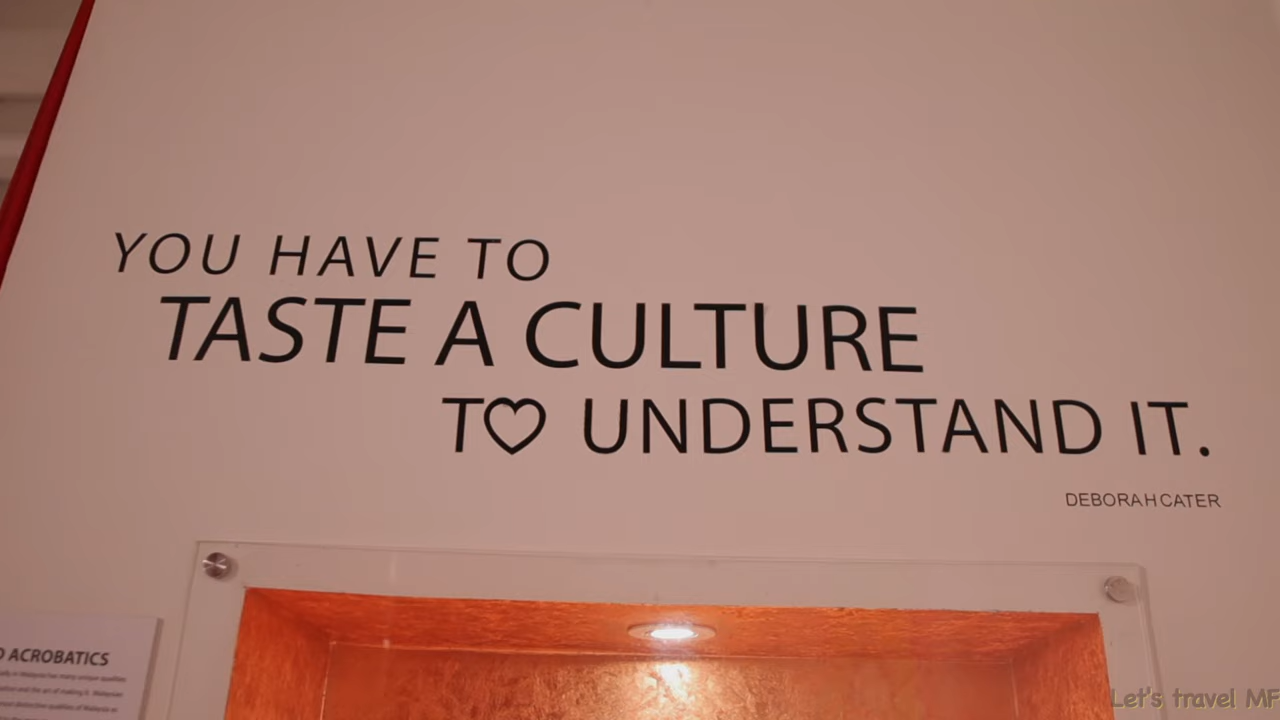 YOU HAVE TO
TASTE A CULTURE
T♡ UNDERSTAND IT.
DEBORAH CATER
ACROBATICS
Let's travel MF